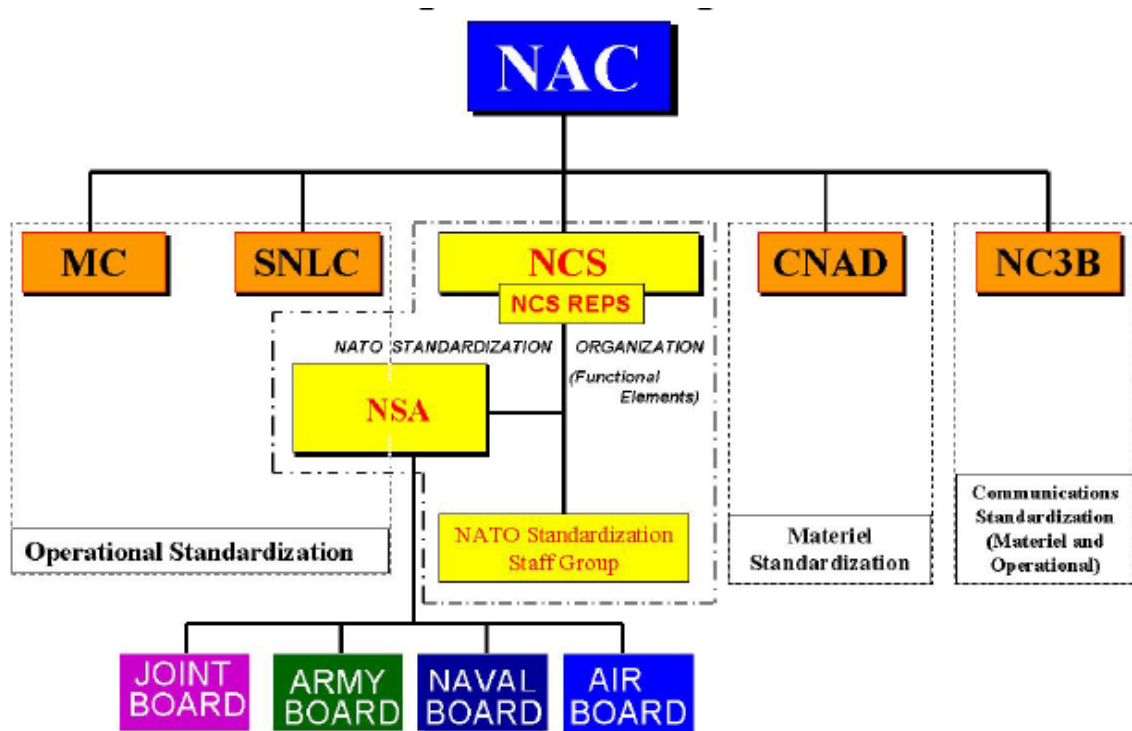 NAC
MC
SNLC
NCS
CNAD
NC3B
NCS REPS
NATO STANDARDIZATION ORGANIZATION
(Functional
Elements)
NSA
NATO Standardization
Staff Group
Operational Standardization
Materiel
Standardization
Communications
Standardization
(Materiel and
Operational)
JOINT
BOARD
ARMY
BOARD
NAVAL
BOARD
AIR
BOARD